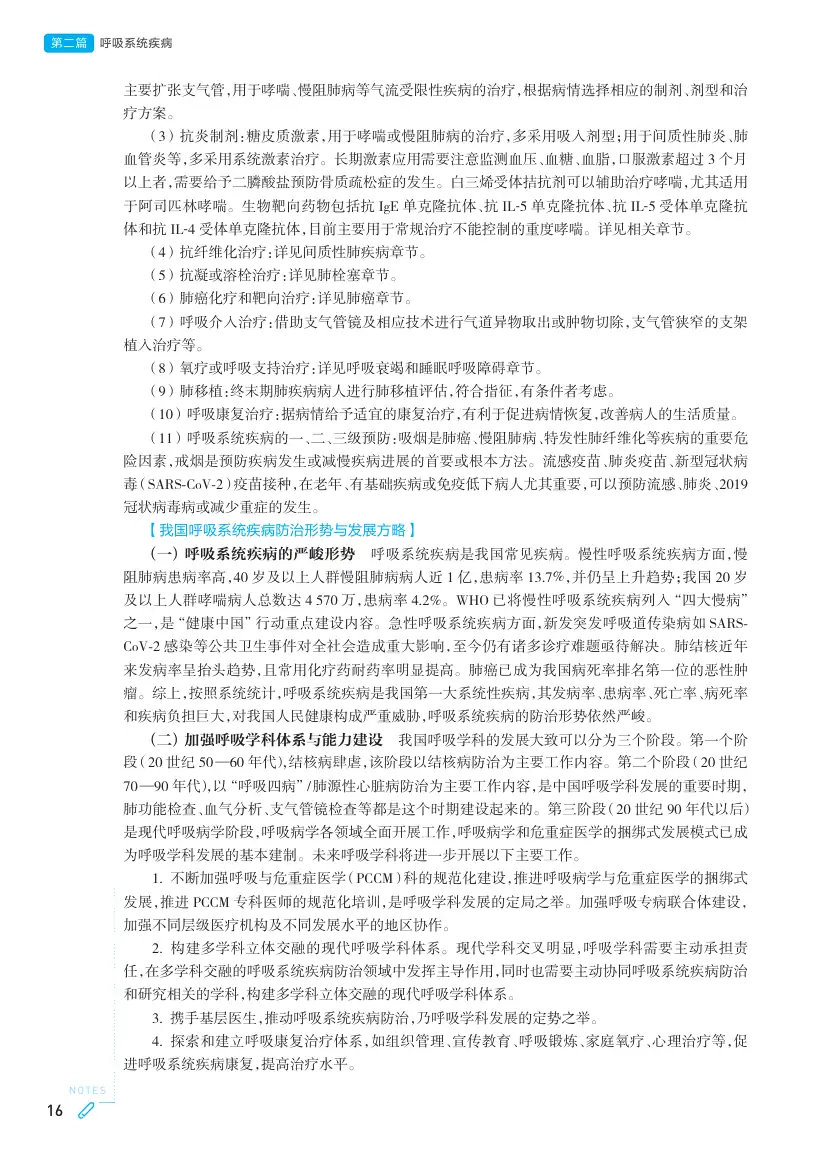 第二篇 呼吸系统疾病
主要扩张支气管,用于哮喘、慢阻肺病等气流受限性疾病的治疗,根据病情选择相应的制剂、剂型和治
疗方案。
（3）抗炎制剂:糖皮质激素,用于哮喘或慢阻肺病的治疗,多采用吸入剂型;用于间质性肺炎、肺
血管炎等,多采用系统激素治疗。长期激素应用需要注意监测血压、血糖、血脂,口服激素超过 3 个月
以上者,需要给予二膦酸盐预防骨质疏松症的发生。白三烯受体拮抗剂可以辅助治疗哮喘,尤其适用
于阿司匹林哮喘。生物靶向药物包括抗 IgE 单克隆抗体、抗 IL-5 单克隆抗体、抗 IL-5 受体单克隆抗
体和抗 IL-4 受体单克隆抗体,目前主要用于常规治疗不能控制的重度哮喘。详见相关章节。
（4）抗纤维化治疗:详见间质性肺疾病章节。
（5）抗凝或溶栓治疗:详见肺栓塞章节。
（6）肺癌化疗和靶向治疗:详见肺癌章节。
（7）呼吸介入治疗:借助支气管镜及相应技术进行气道异物取出或肿物切除,支气管狭窄的支架
植入治疗等。
（8）氧疗或呼吸支持治疗:详见呼吸衰竭和睡眠呼吸障碍章节。
（9）肺移植:终末期肺疾病病人进行肺移植评估,符合指征,有条件者考虑。
（10）呼吸康复治疗:据病情给予适宜的康复治疗,有利于促进病情恢复,改善病人的生活质量。
（11）呼吸系统疾病的一、二、三级预防:吸烟是肺癌、慢阻肺病、特发性肺纤维化等疾病的重要危
险因素,戒烟是预防疾病发生或减慢疾病进展的首要或根本方法。流感疫苗、肺炎疫苗、新型冠状病
毒（SARS-CoV-2）疫苗接种,在老年、有基础疾病或免疫低下病人尤其重要,可以预防流感、肺炎、2019
冠状病毒病或减少重症的发生。
【我国呼吸系统疾病防治形势与发展方略】
（一）呼吸系统疾病的严峻形势 呼吸系统疾病是我国常见疾病。慢性呼吸系统疾病方面,慢
阻肺病患病率高,40 岁及以上人群慢阻肺病病人近 1 亿,患病率 13.7%,并仍呈上升趋势;我国 20 岁
及以上人群哮喘病人总数达 4 570 万,患病率 4.2%。WHO 已将慢性呼吸系统疾病列入“四大慢病”
之一,是“健康中国”行动重点建设内容。急性呼吸系统疾病方面,新发突发呼吸道传染病如 SARS-
CoV-2 感染等公共卫生事件对全社会造成重大影响,至今仍有诸多诊疗难题亟待解决。肺结核近年
来发病率呈抬头趋势,且常用化疗药耐药率明显提高。肺癌已成为我国病死率排名第一位的恶性肿
瘤。综上,按照系统统计,呼吸系统疾病是我国第一大系统性疾病,其发病率、患病率、死亡率、病死率
和疾病负担巨大,对我国人民健康构成严重威胁,呼吸系统疾病的防治形势依然严峻。
（二）加强呼吸学科体系与能力建设 我国呼吸学科的发展大致可以分为三个阶段。第一个阶
段（20 世纪 50—60 年代）,结核病肆虐,该阶段以结核病防治为主要工作内容。第二个阶段（20 世纪
70—90 年代）,以“呼吸四病”/肺源性心脏病防治为主要工作内容,是中国呼吸学科发展的重要时期,
肺功能检查、血气分析、支气管镜检查等都是这个时期建设起来的。第三阶段（20 世纪 90 年代以后）
是现代呼吸病学阶段,呼吸病学各领域全面开展工作,呼吸病学和危重症医学的捆绑式发展模式已成
为呼吸学科发展的基本建制。未来呼吸学科将进一步开展以下主要工作。
1. 不断加强呼吸与危重症医学（PCCM）科的规范化建设,推进呼吸病学与危重症医学的捆绑式
发展,推进 PCCM 专科医师的规范化培训,是呼吸学科发展的定局之举。加强呼吸专病联合体建设,
加强不同层级医疗机构及不同发展水平的地区协作。
2. 构建多学科立体交融的现代呼吸学科体系。现代学科交叉明显,呼吸学科需要主动承担责
任,在多学科交融的呼吸系统疾病防治领域中发挥主导作用,同时也需要主动协同呼吸系统疾病防治
和研究相关的学科,构建多学科立体交融的现代呼吸学科体系。
3. 携手基层医生,推动呼吸系统疾病防治,乃呼吸学科发展的定势之举。
4. 探索和建立呼吸康复治疗体系,如组织管理、宣传教育、呼吸锻炼、家庭氧疗、心理治疗等,促
进呼吸系统疾病康复,提高治疗水平。
NOTES
16